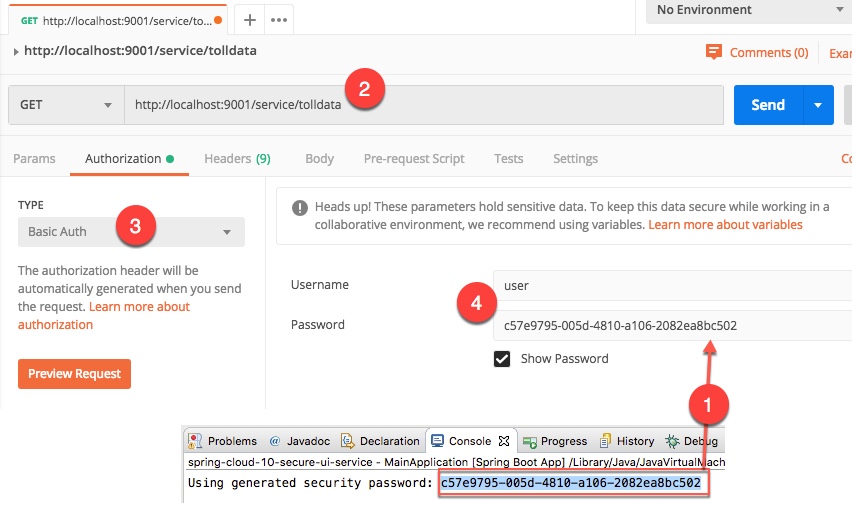 GET http://localhost:9001/service/to...
No Environment
http://localhost:9001/service/tolldata
Comments (0)
GET
http://localhost:9001/service/tolldata
2
Send
Params
Authorization
Headers (9)
Body
Pre-request Script
Tests
Settings
TYPE
Basic Auth
3
The authorization header will be
automatically generated when you send
the request. Learn more about
authorization
Preview Request
Heads up! These parameters hold sensitive data. To keep this data secure while working in a
collaborative environment, we recommend using variables. Learn more about variables
Username
user
4
Password
c57e9795-005d-4810-a106-2082ea8bc502
Show Password
1
Problems
@ Javadoc
Declaration
Console
Progress
History
Debug
spring-cloud-10-secure-ui-service - MainApplication [Spring Boot App] /Library/Java/JavaVirtualMach
Using generated security password: c57e9795-005d-4810-a106-2082ea8bc502